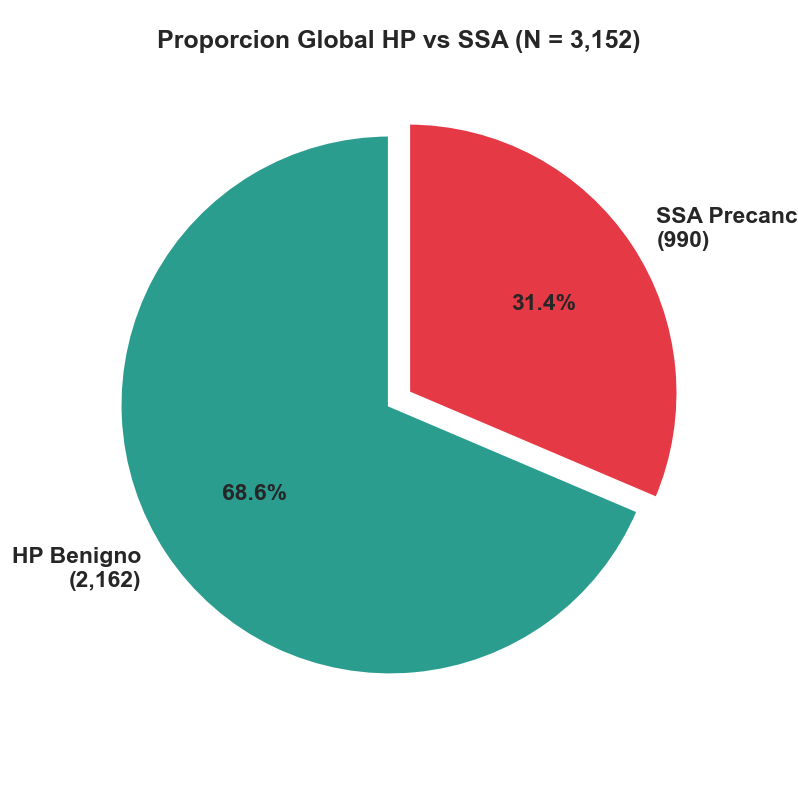 Proporcion Global HP vs SSA (N = 3,152)
SSA Precanc
(990)
31.4%
68.6%
HP Benigno
(2,162)